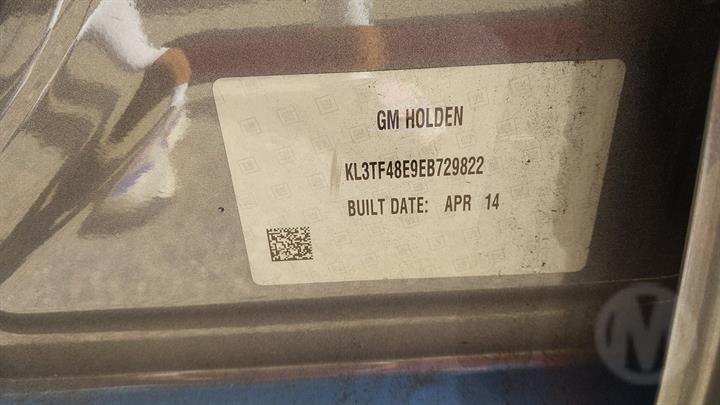 GM HOLDEN
KL3TF48E9EB729822
BUILT DATE: APR 14
M